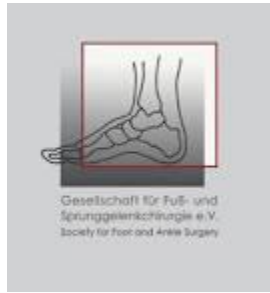 Gesellschaft für Fuß- und
Sprunggelenkchirurgie e.V.
Society for Foot and Ankle Surgery